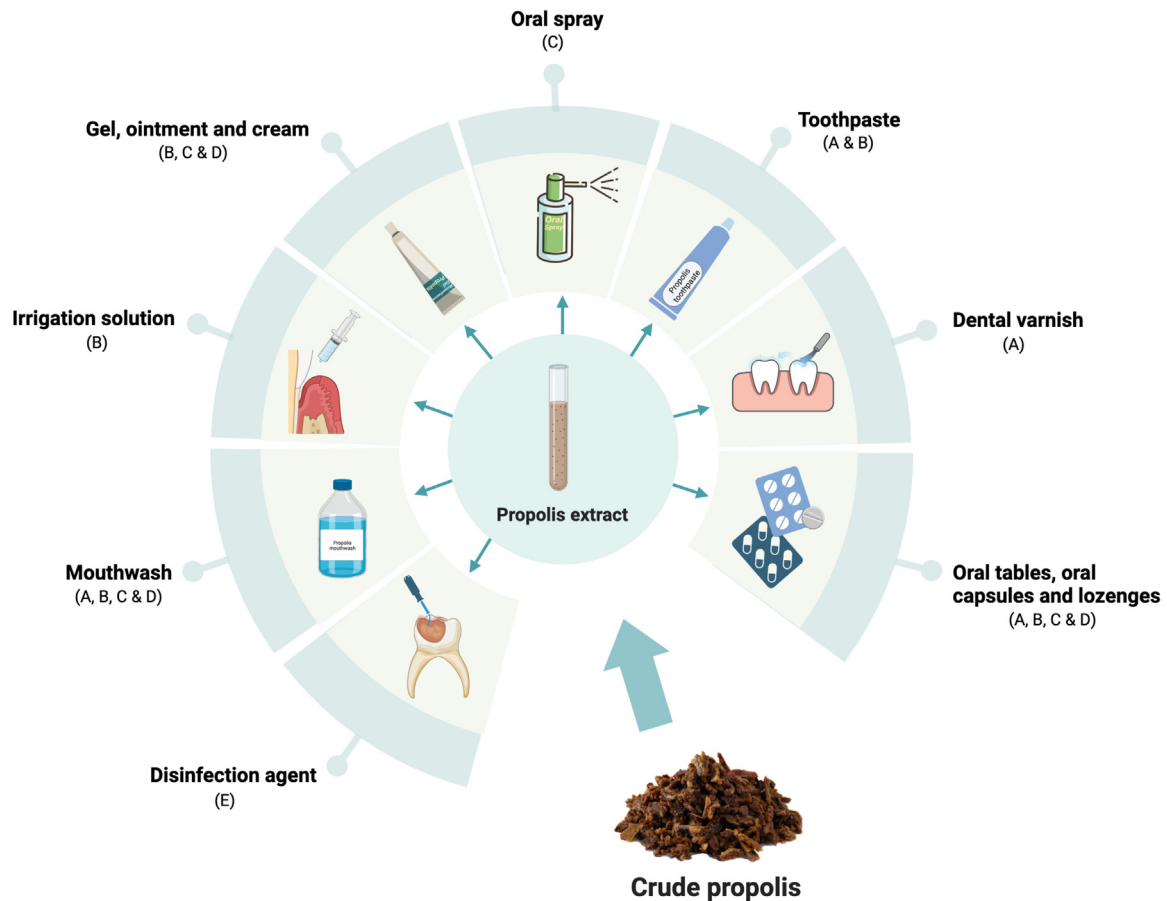 Oral spray
(C)
Gel, ointment and cream
(B, C & D)
Toothpaste
(A & B)
Irrigation solution
(B)
Dental varnish
(A)
Mouthwash
(A, B, C & D)
Oral tables, oral
capsules and lozenges
(A, B, C & D)
Disinfection agent
(E)
Oral
Spray
Propolis
toothpaste
Propolis
mouthwash
Propolis extract
Crude propolis